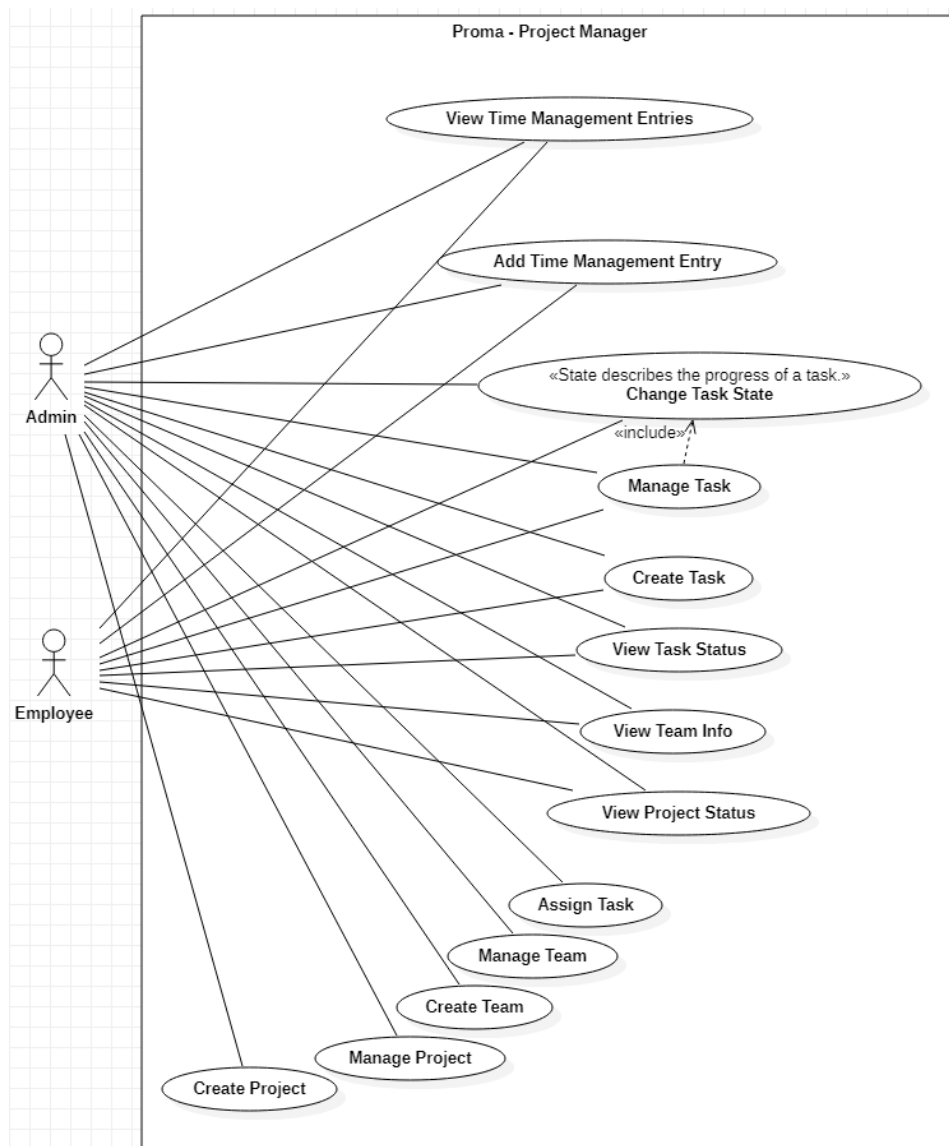 Proma - Project Manager
View Time Management Entries
Add Time Management Entry
«State describes the progress of a task.»
Change Task State
Admin
«include»
Manage Task
Create Task
View Task Status
Employee
View Team Info
View Project Status
Assign Task
Manage Team
Create Team
Manage Project
Create Project